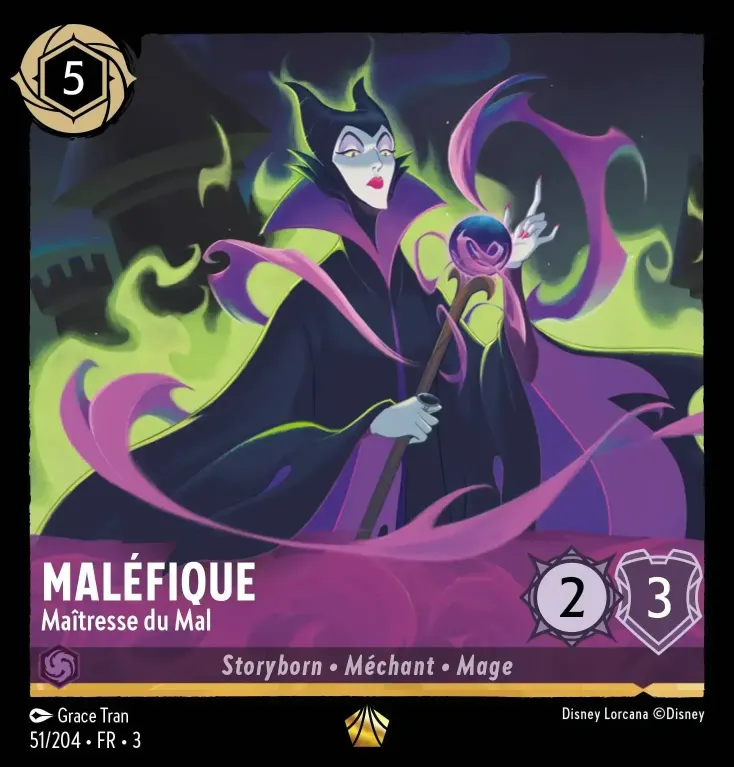 5
MALÉFIQUE
Maîtresse du Mal
2
3
Storyborn • Méchant • Mage
Grace Tran
Disney Lorcana ©Disney
51/204 • FR • 3